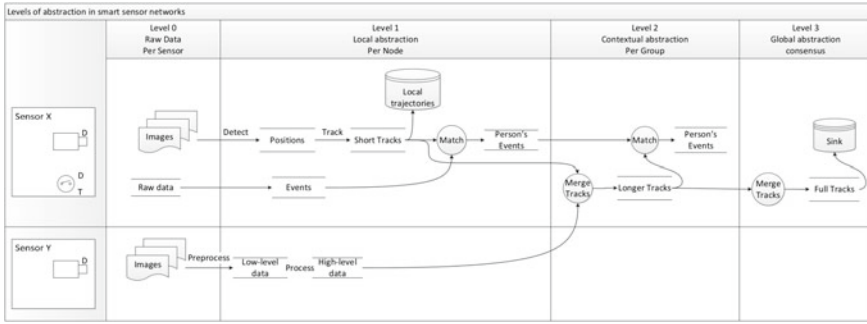 Levels of abstraction in smart sensor networks
Level 0
Raw Data
Per Sensor
Level 1
Local abstraction
Per Node
Level 2
Contextual abstraction
Per Group
Level 3
Global abstraction
consensus
Sensor X
D
D
T
Images
Detect
Positions
Track
Short Tracks
Local
trajectories
Match
Person's
Events
Match
Person's
Events
Sink
Raw data
Events
Merge
Tracks
Longer Tracks
Merge
Tracks
Full Tracks
Sensor Y
D
Images
Preprocess
Low-level
data
Process
High-level
data